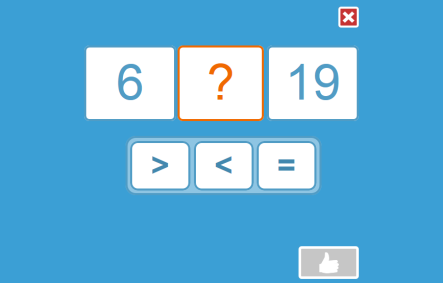 6 ? 19
> < =